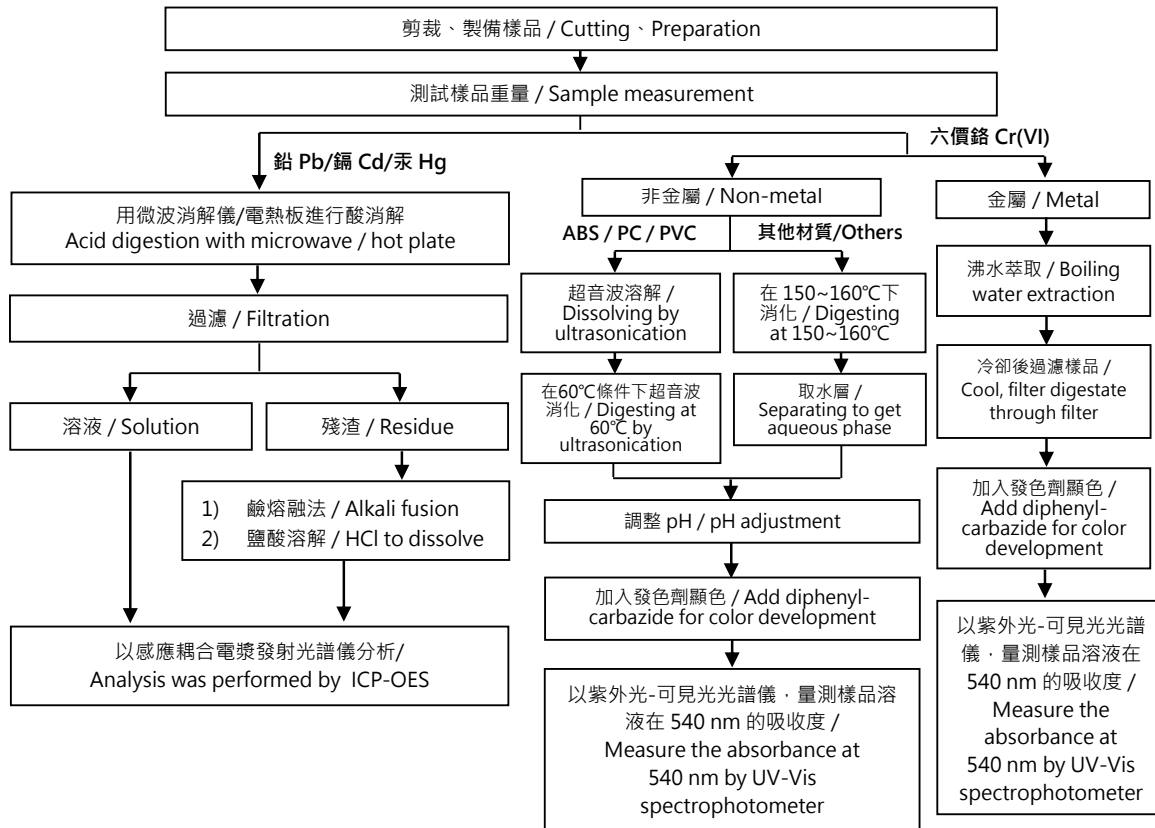 剪裁、製備樣品 / Cutting、Preparation
測試樣品重量 / Sample measurement
鉛 Pb/鎘 Cd/汞 Hg
六價鉻 Cr(VI)
用微波消解儀/電熱板進行酸消解
Acid digestion with microwave / hot plate
過濾 / Filtration
溶液 / Solution
殘渣 / Residue
1) 鹼熔融法 / Alkali fusion
2) 鹽酸溶解 / HCl to dissolve
以感應耦合電漿發射光譜儀分析/
Analysis was performed by ICP-OES
非金屬 / Non-metal
ABS / PC / PVC
其他材質/Others
超音波溶解 /
Dissolving by
ultrasonication
在60℃條件下超音波
消化 / Digesting at
60℃ by
ultrasonication
在 150~160℃下
消化 / Digesting
at 150~160℃
取水層 /
Separating to get
aqueous phase
調整 pH / pH adjustment
加入發色劑顯色 / Add diphenyl-
carbazide for color development
以紫外光-可見光光譜儀，量測樣品溶
液在 540 nm 的吸收度 /
Measure the absorbance at
540 nm by UV-Vis
spectrophotometer
金屬 / Metal
沸水萃取 / Boiling
water extraction
冷卻後過濾樣品 /
Cool, filter digestate
through filter
加入發色劑顯色 /
Add diphenyl-
carbazide for color
development
以紫外光-可見光光譜
儀，量測樣品溶液在
540 nm 的吸收度 /
Measure the
absorbance at
540 nm by UV-Vis
spectrophotometer